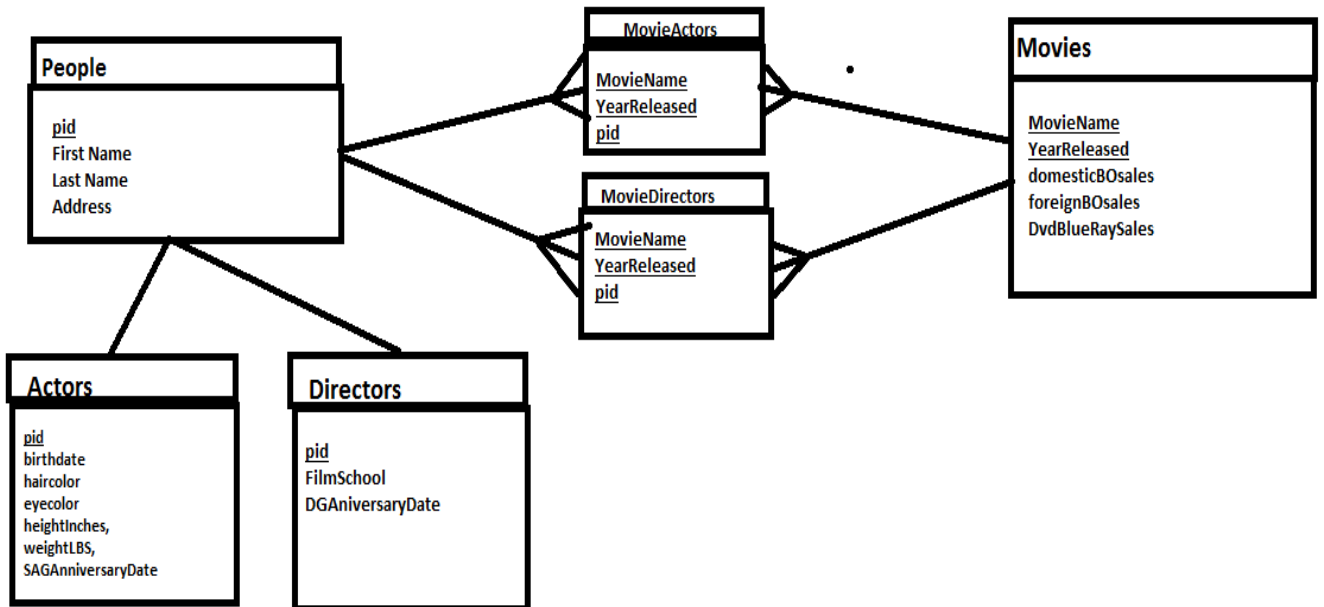 People
pid
First Name
Last Name
Address
MovieActors
MovieName
YearReleased
pid
MovieDirectors
MovieName
YearReleased
pid
Movies
MovieName
YearReleased
domesticBOsales
foreignBOsales
DvdBlueRaySales
Actors
pid
birthdate
haircolor
eyecolor
heightInches,
weightLBS,
SAGAnniversaryDate
Directors
pid
FilmSchool
DGAniversaryDate